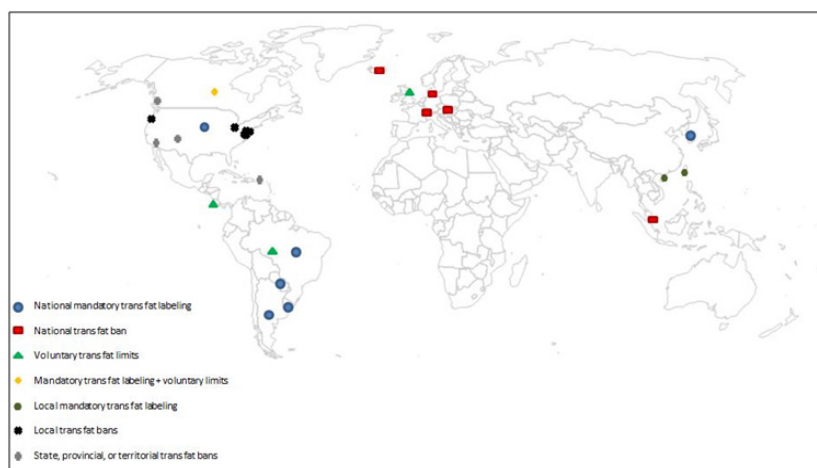 National mandatory trans fat labeling
National trans fat ban
Voluntary trans fat limits
Mandatory trans fat labeling + voluntary limits
Local mandatory trans fat labeling
Local trans fat bans
State, provincial, or territorial trans fat bans